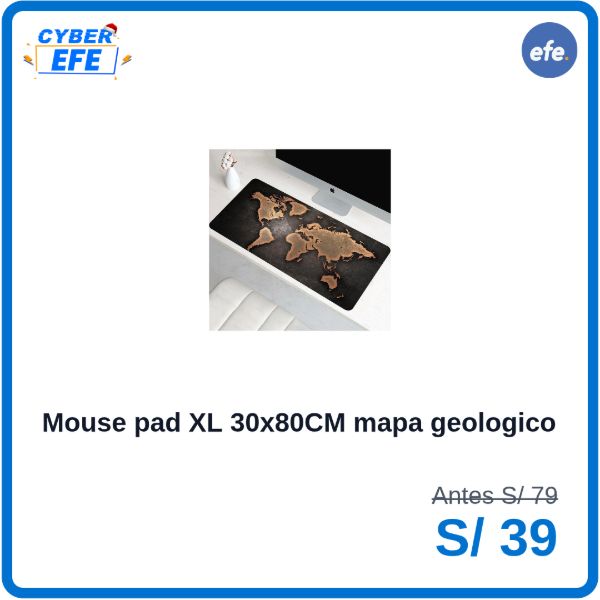 CYBER
EFE
efe.
Mouse pad XL 30x80CM mapa geologico
Antes S/ 79
S/ 39